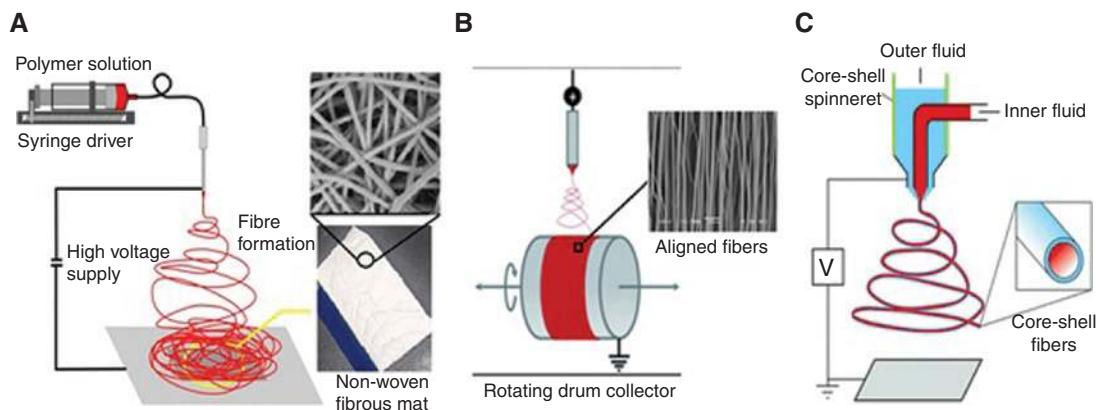 A
Polymer solution
Syringe driver
High voltage
supply
Fibre
formation
Non-woven
fibrous mat
B
Aligned fibers
Rotating drum collector
C
Outer fluid
Core-shell
spinneret
Inner fluid
V
Core-shell
fibers